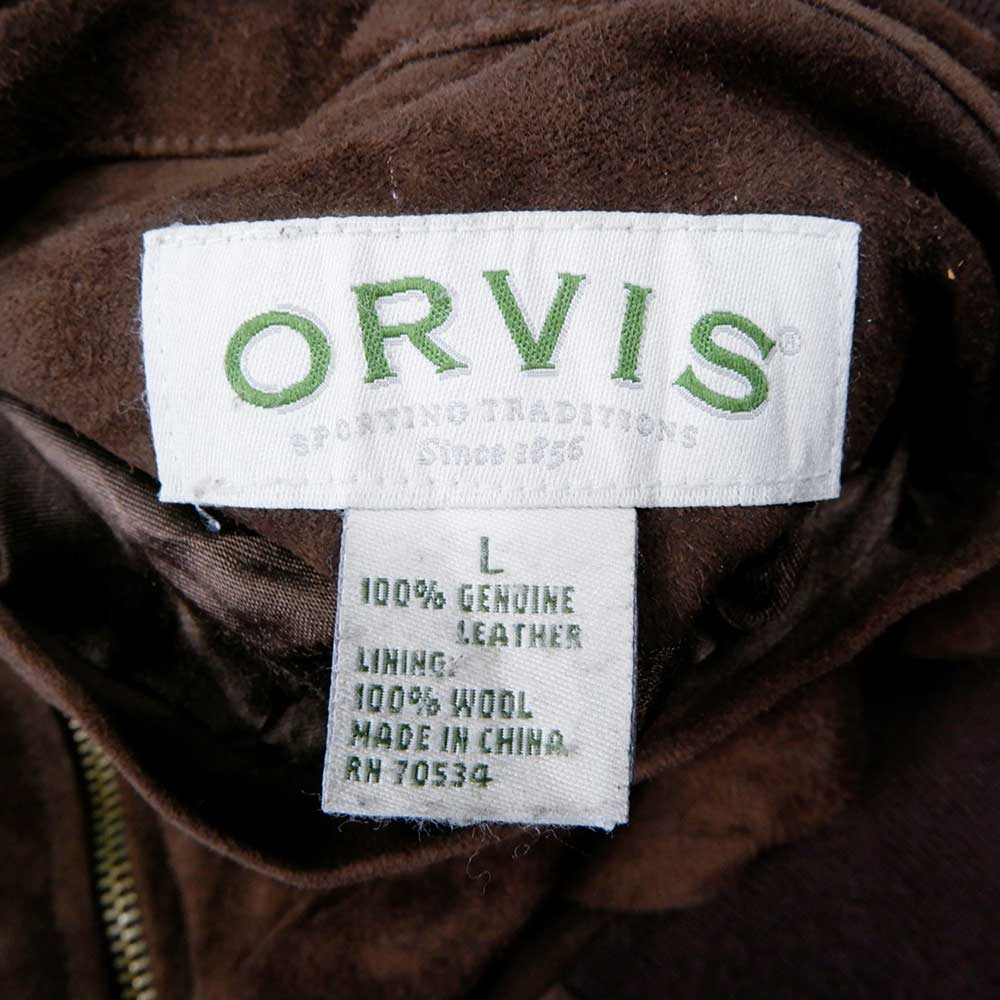 ORVIS®
SPORTING TRADITIONS
Since 1856
L
100% GENUINE
LEATHER
LINING:
100% WOOL
MADE IN CHINA
RN 70534